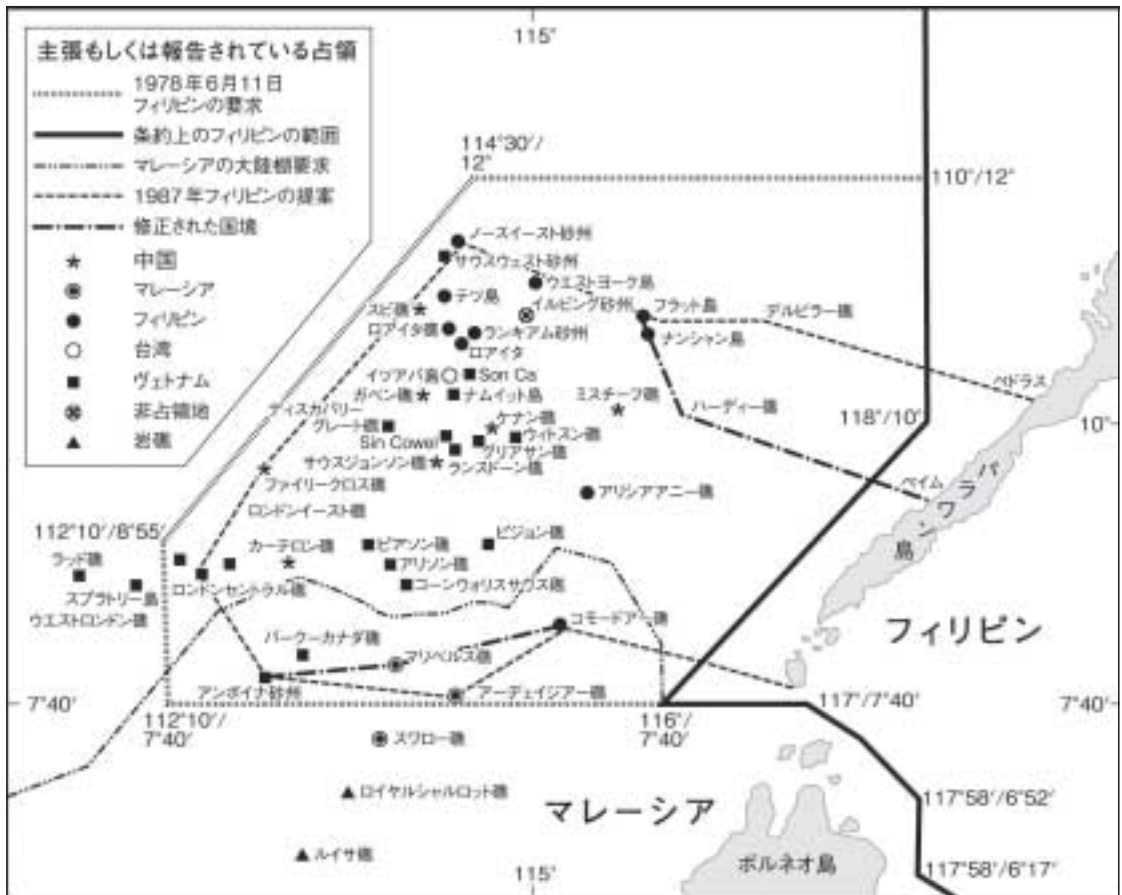 主張もしくは報告されている占領
1978年6月11日
フィリピンの要求
条約上のフィリピンの範囲
マレーシアの大陸棚要求
1987年フィリピンの提案
修正された国境
中国
マレーシア
フィリピン
台湾
ヴェトナム
非占領地
岩礁
115°
114°30′/
12°
110°/12°
ノースイースト砂州
サウスウェスト砂州
ウエストヨーク島
テツ島
スビ礁
イルビング砂州
フラット島
デルピラー礁
ロアイタ礁
ランキアム砂州
ナンシャン島
ロアイタ
イツアバ島
Son Ca
ペドラス
ガベン礁
ナムイット島
ミスチーフ礁
ハーディー礁
118°/10°
10°
ディスカバリー
グレート礁
ケナン礁
Sin Cowel
ウィトスン礁
グリアサン礁
サウスジョンソン礁
ランスドーン礁
ファイリークロス礁
アリシアアニー礁
ペイム
パラワン島
ロンドンイースト礁
112°10′/8°55′
ラッド礁
カーテロン礁
ピアソン礁
ピジョン礁
アリソン礁
スプラトリー島
ロンドンセントラル礁
コーンウォリスサウス礁
ウエストロンドン礁
コモードアー礁
フィリピン
バークーカナダ礁
マリベルス礁
アンボイナ砂州
アーデェイジアー礁
7°40′
112°10′/
7°40′
116°/
7°40′
117°/7°40′
7°40′
スワロー礁
ロイヤルシャルロット礁
マレーシア
117°58′/6°52′
ルイサ礁
115°
ボルネオ島
117°58′/6°17′